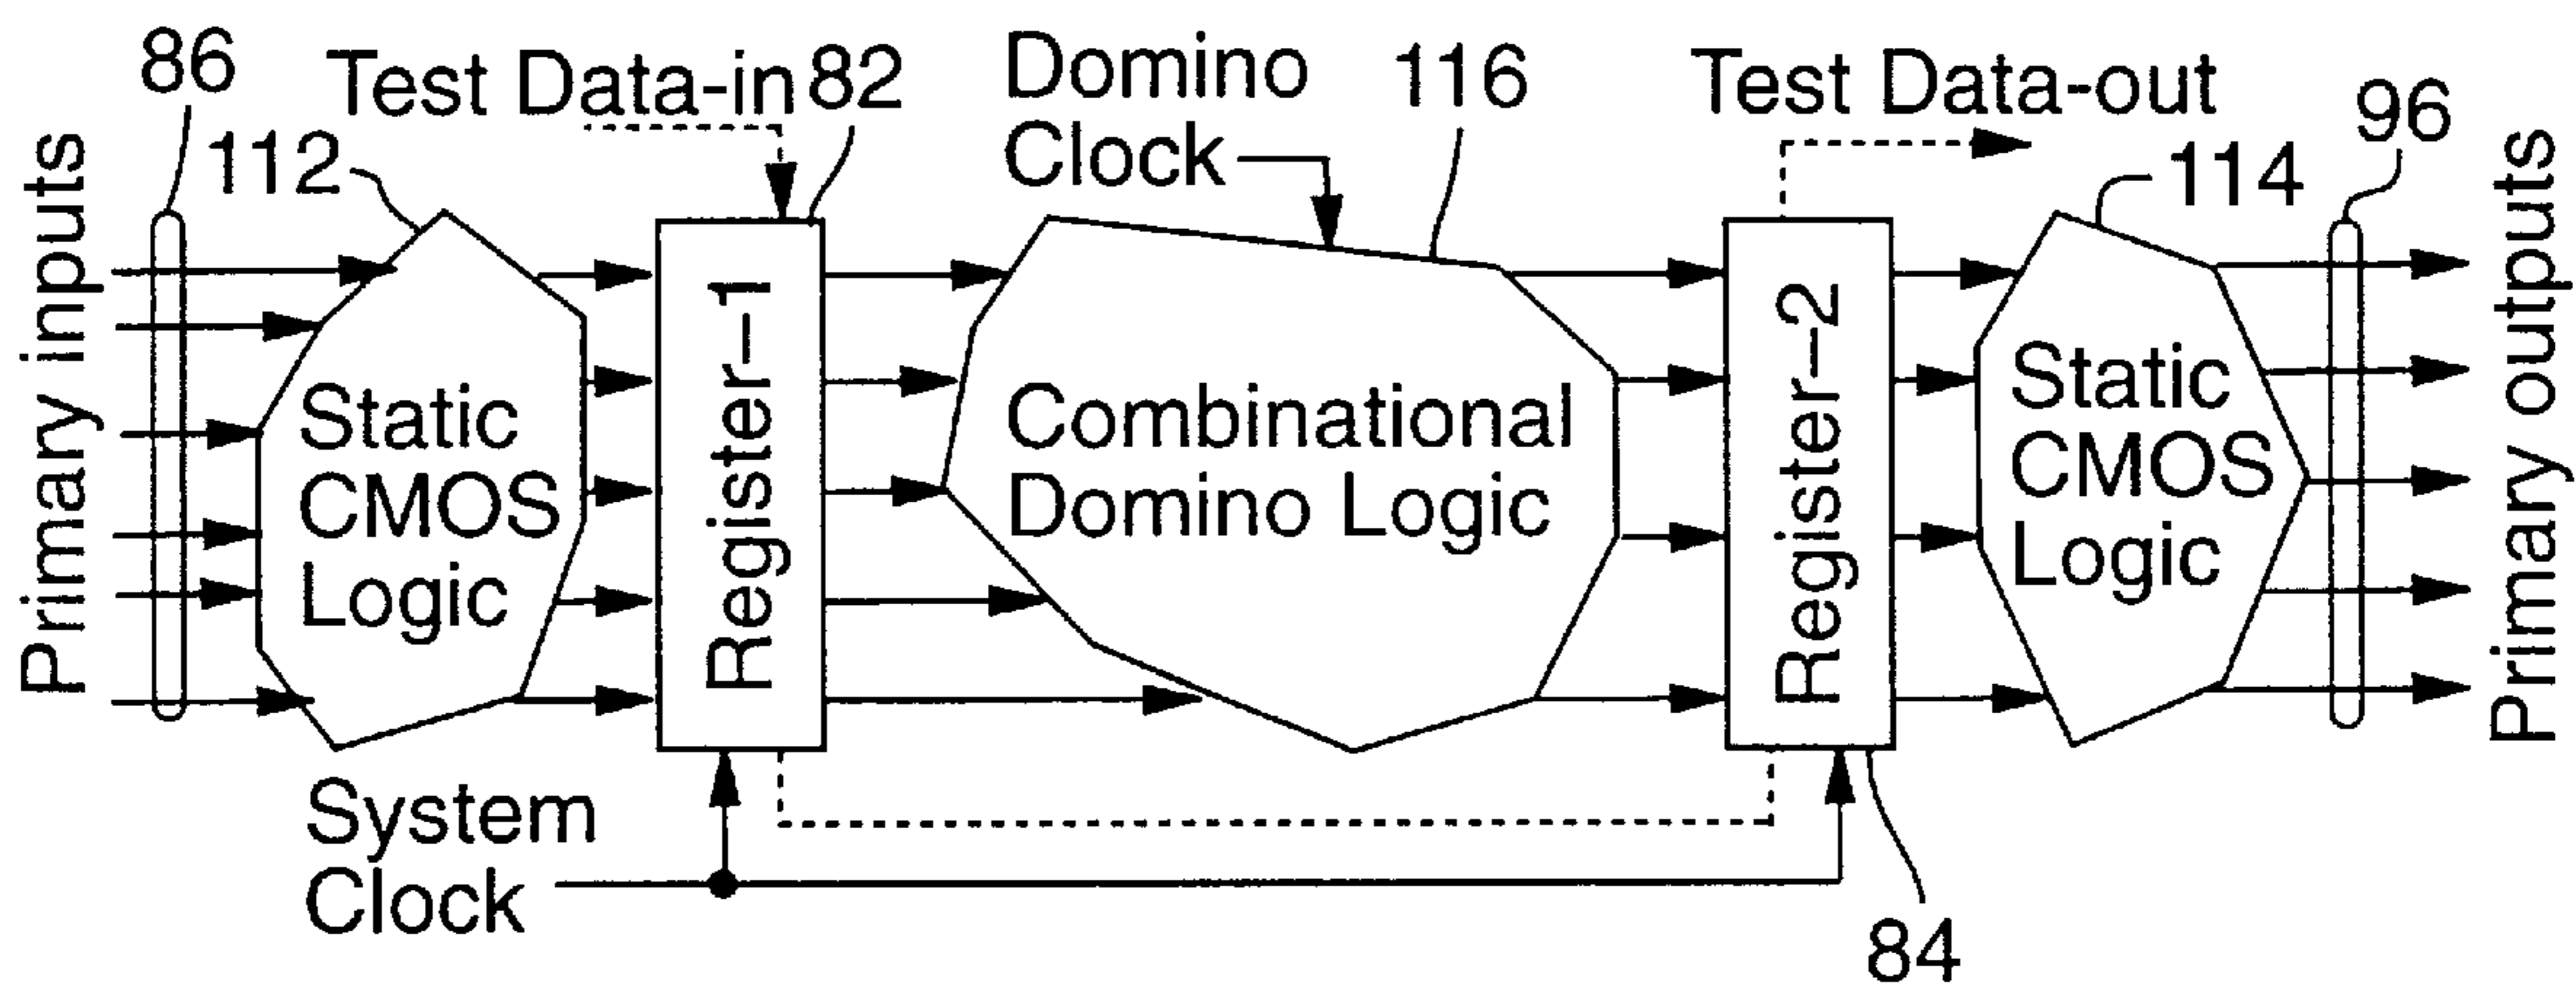 86
Test Data-in
82
Domino
Clock
116
Test Data-out
96
112
114
Primary inputs
Static
CMOS
Logic
Register–1
Combinational
Domino Logic
Register–2
Static
CMOS
Logic
Primary outputs
System
Clock
84